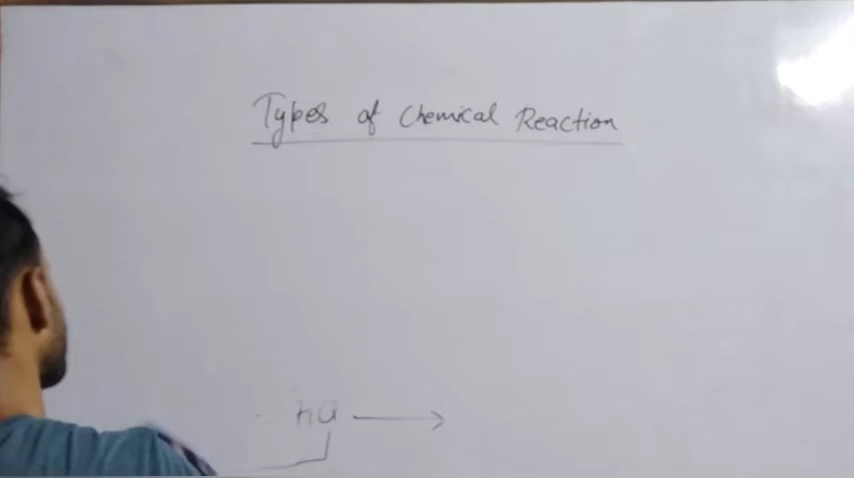 Types of Chemical Reaction
HCl ⟶